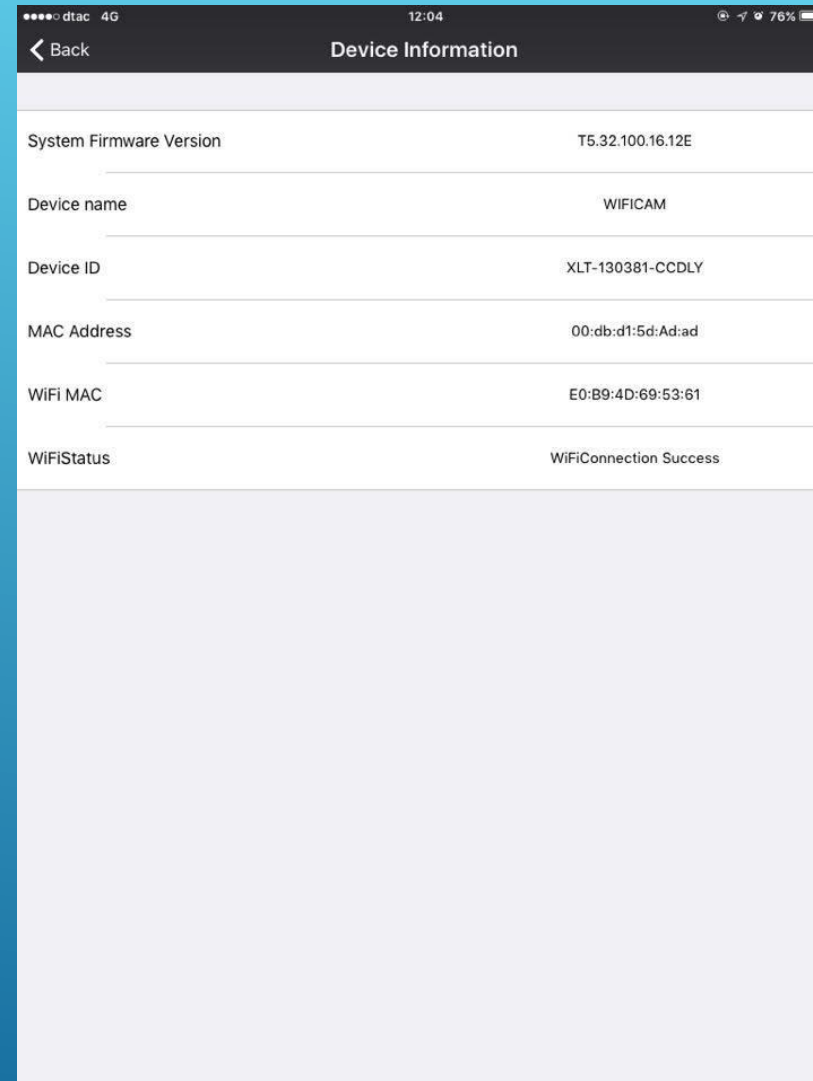 dtac 4G 12:04 76%
Back Device Information
System Firmware Version T5.32.100.16.12E
Device name WIFICAM
Device ID XLT-130381-CCDLY
MAC Address 00:db:d1:5d:Ad:ad
WiFi MAC E0:B9:4D:69:53:61
WiFiStatus WiFiConnection Success